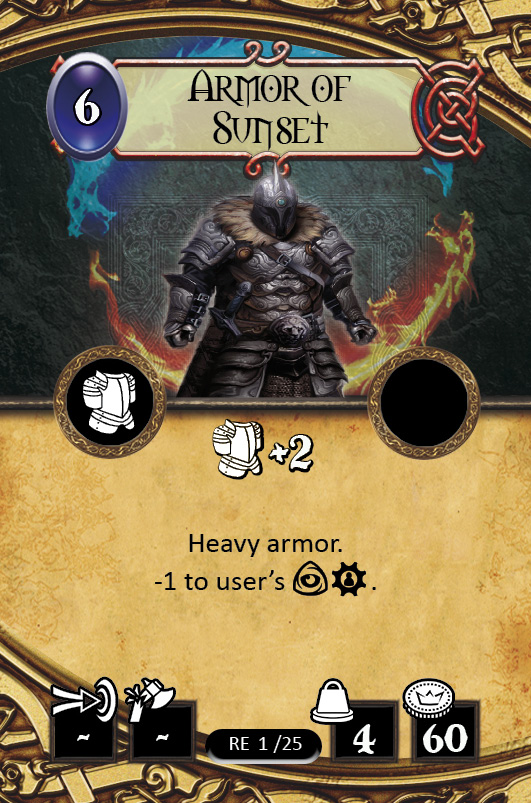 6
ARMOR OF
SUNSET
+2
Heavy armor.
-1 to user's .
~
~
RE 1 /25
4
60